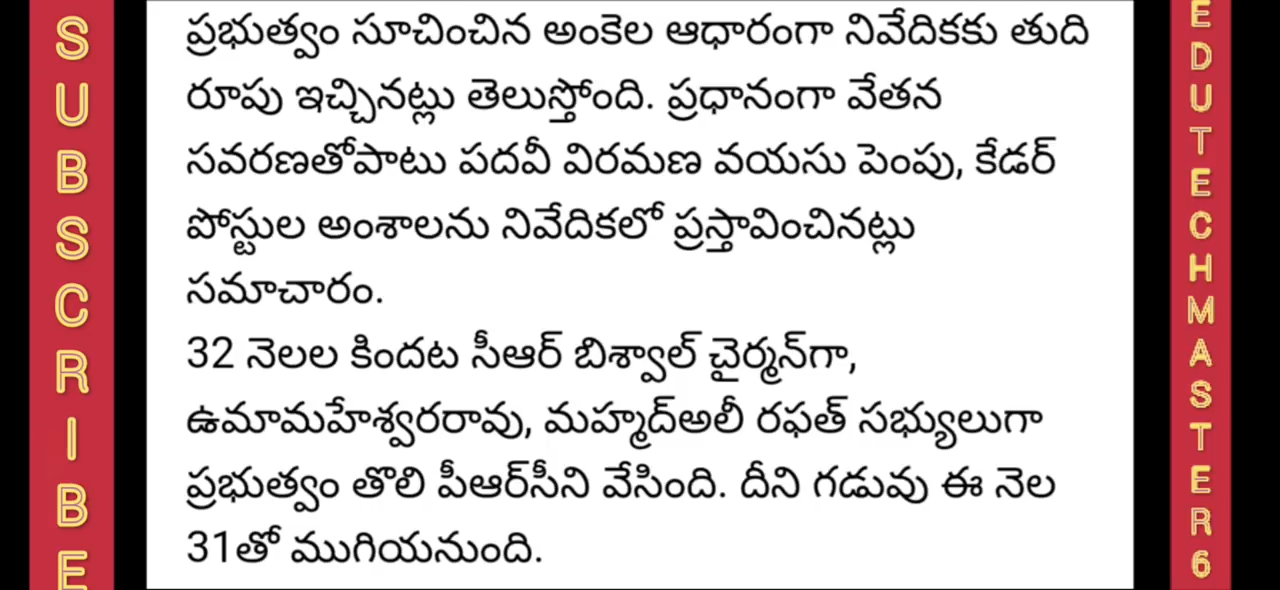 SUBSCRIBE
ప్రభుత్వం సూచించిన అంకెల ఆధారంగా నివేదికకు తుది
రూపు ఇచ్చినట్లు తెలుస్తోంది. ప్రధానంగా వేతన
సవరణతోపాటు పదవీ విరమణ వయసు పెంపు, కేడర్
పోస్టుల అంశాలను నివేదికలో ప్రస్తావించినట్లు
సమాచారం.
32 నెలల కిందట సీఆర్ బిశ్వాల్ చైర్మన్‌గా,
ఉమామహేశ్వరరావు, మహ్మద్‌అలీ రఫత్ సభ్యులుగా
ప్రభుత్వం తొలి పీఆర్‌సీని వేసింది. దీని గడువు ఈ నెల
31తో ముగియనుంది.
EDUTECHMASTER6